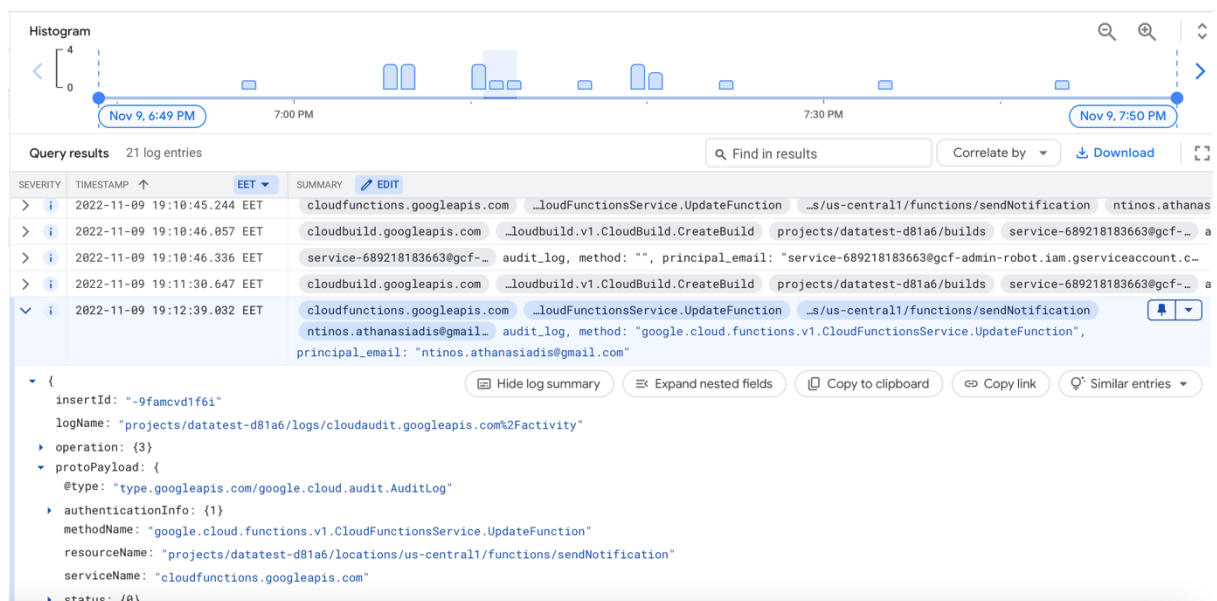 Histogram
4
0
Nov 9, 6:49 PM
7:00 PM
7:30 PM
Nov 9, 7:50 PM
Query results 21 log entries
Find in results
Correlate by
Download
SEVERITY TIMESTAMP EET SUMMARY EDIT
i 2022-11-09 19:10:45.244 EET cloudfunctions.googleapis.com …loudFunctionsService.UpdateFunction …s/us-central1/functions/sendNotification ntinos.athanas
i 2022-11-09 19:10:46.057 EET cloudbuild.googleapis.com …loudbuild.v1.CloudBuild.CreateBuild projects/datatest-d81a6/builds service-689218183663@gcf-… a
i 2022-11-09 19:10:46.336 EET service-689218183663@gcf-… audit_log, method: "", principal_email: "service-689218183663@gcf-admin-robot.iam.gserviceaccount.c…
i 2022-11-09 19:11:30.647 EET cloudbuild.googleapis.com …loudbuild.v1.CloudBuild.CreateBuild projects/datatest-d81a6/builds service-689218183663@gcf-… a
i 2022-11-09 19:12:39.032 EET cloudfunctions.googleapis.com …loudFunctionsService.UpdateFunction …s/us-central1/functions/sendNotification
ntinos.athanasiadis@gmail… audit_log, method: "google.cloud.functions.v1.CloudFunctionsService.UpdateFunction",
principal_email: "ntinos.athanasiadis@gmail.com"
{ Hide log summary Expand nested fields Copy to clipboard Copy link Similar entries
insertId: "-9famcvd1f6i"
logName: "projects/datatest-d81a6/logs/cloudaudit.googleapis.com%2Factivity"
operation: {3}
protoPayload: {
@type: "type.googleapis.com/google.cloud.audit.AuditLog"
authenticationInfo: {1}
methodName: "google.cloud.functions.v1.CloudFunctionsService.UpdateFunction"
resourceName: "projects/datatest-d81a6/locations/us-central1/functions/sendNotification"
serviceName: "cloudfunctions.googleapis.com"
status: {0}